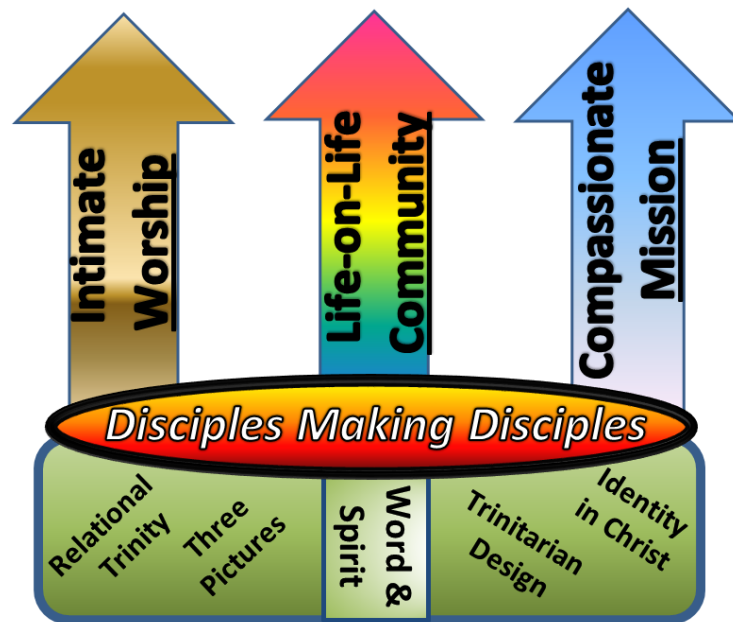 Intimate
Worship
Life-on-Life
Community
Compassionate
Mission
Disciples Making Disciples
Relational
Trinity
Three
Pictures
Word &
Spirit
Trinitarian
Design
Identity
in Christ